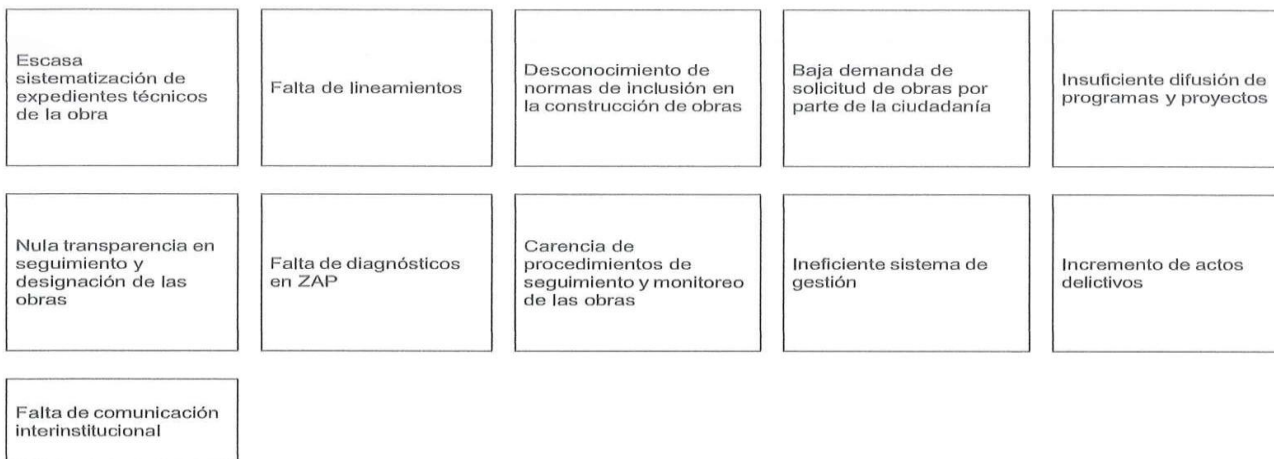 Escasa
sistematización de
expedientes técnicos
de la obra
Falta de lineamientos
Desconocimiento de
normas de inclusión en
la construcción de obras
Baja demanda de
solicitud de obras por
parte de la ciudadanía
Insuficiente difusión de
programas y proyectos
Nula transparencia en
seguimiento y
designación de las
obras
Falta de diagnósticos
en ZAP
Carencia de
procedimientos de
seguimiento y monitoreo
de las obras
Ineficiente sistema de
gestión
Incremento de actos
delictivos
Falta de comunicación
interinstitucional